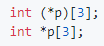 int (*p)[3];
int *p[3];